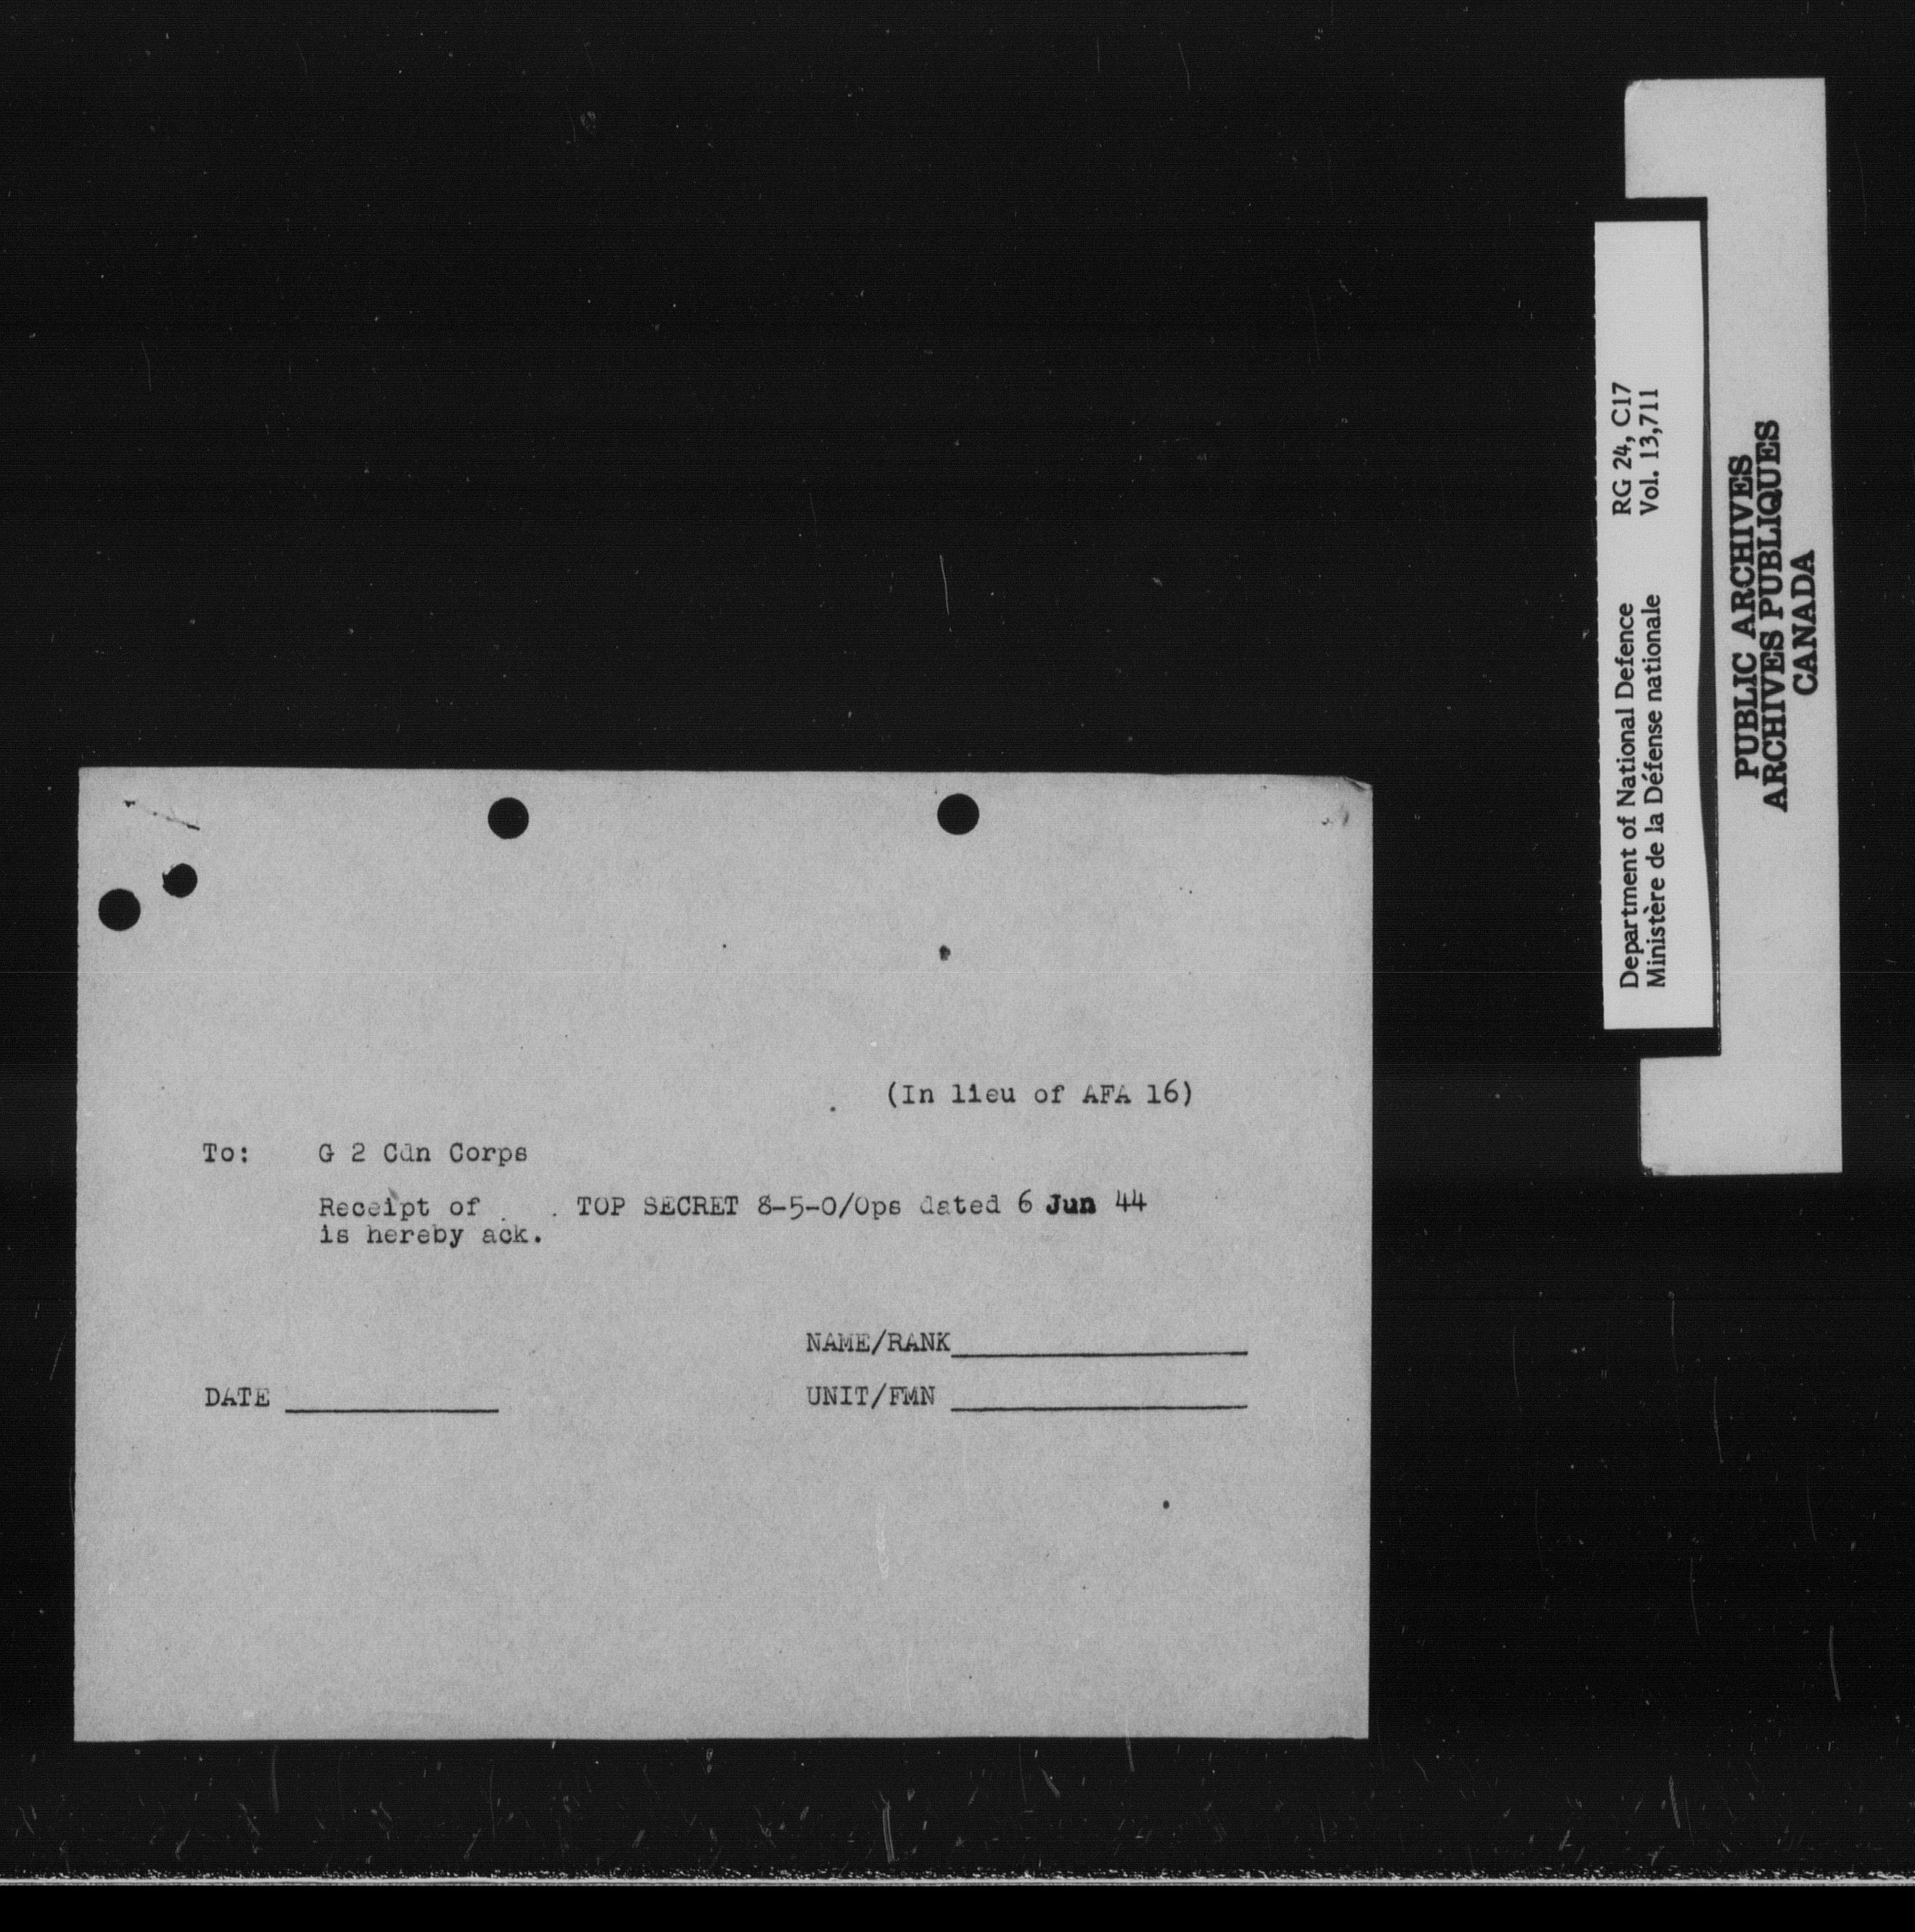 (In lieu of AFA 16)
To: G 2 Cdn Corps
Receipt of TOP SECRET 8-5-0/Ops dated 6 Jun 44
is hereby ack.
NAME/RANK
DATE UNIT/FMN
Department of National Defence RG 24, C17
Ministère de la Défense nationale Vol. 13,711
PUBLIC ARCHIVES
ARCHIVES PUBLIQUES
CANADA